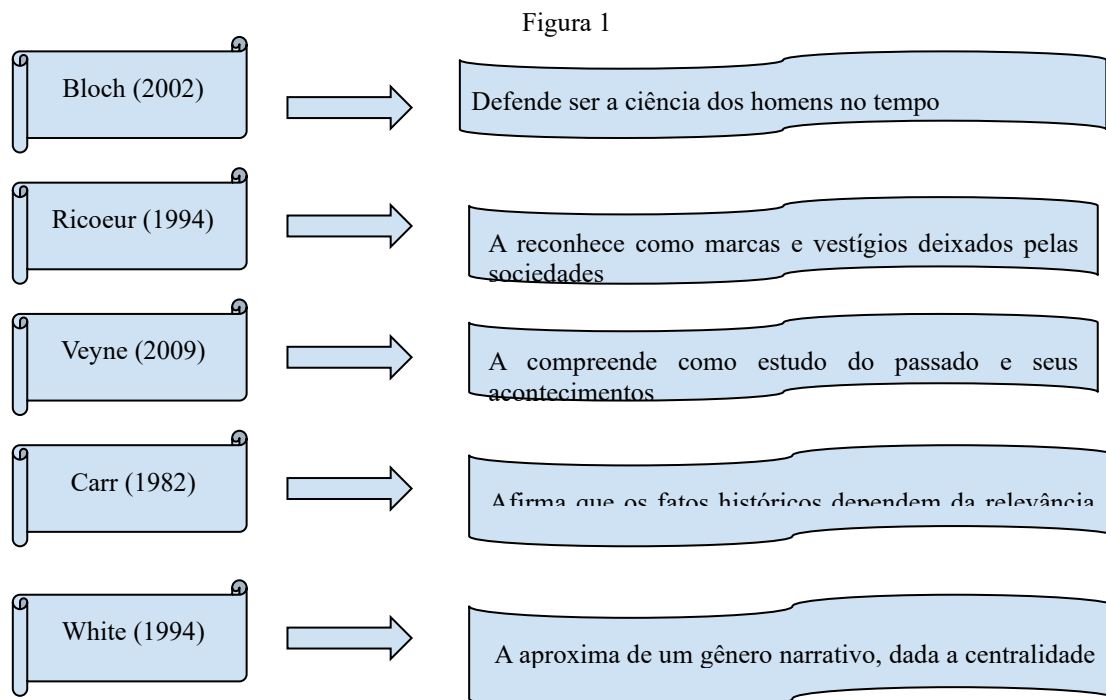 Figura 1
Bloch (2002)
Defende ser a ciência dos homens no tempo
Ricoeur (1994)
A reconhece como marcas e vestígios deixados pelas
sociedades
Veyne (2009)
A compreende como estudo do passado e seus
acontecimentos
Carr (1982)
Afirma que os fatos históricos dependem da relevância
White (1994)
A aproxima de um gênero narrativo, dada a centralidade